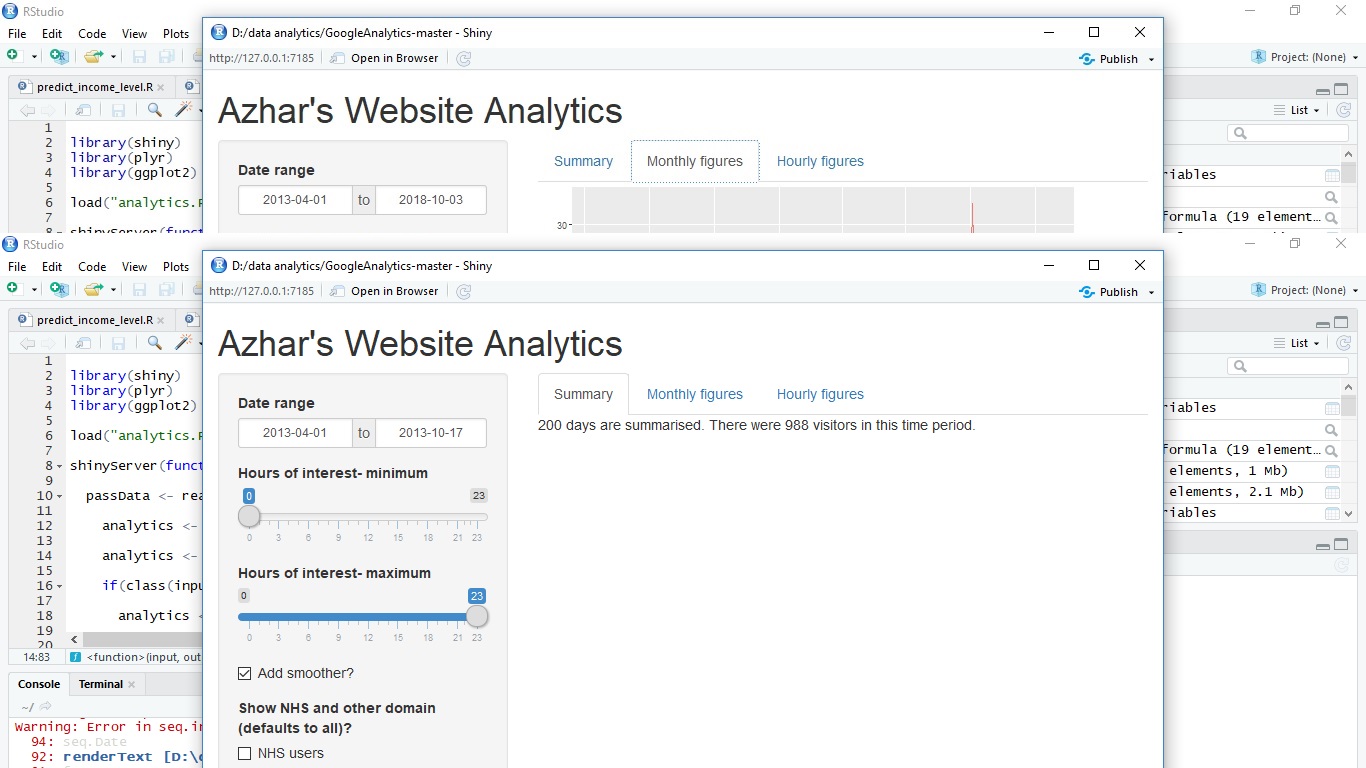 RStudio
File Edit Code View Plots
Project: (None)
predict_income_level.R
1
2 library(shiny)
3 library(plyr)
4 library(ggplot2)
5
6 load("analytics.
7
8 shinyServer(func
List
riables
formula (19 element...
D:/data analytics/GoogleAnalytics-master - Shiny
http://127.0.0.1:7185 Open in Browser Publish
Azhar's Website Analytics
Date range
2013-04-01 to 2018-10-03
Summary Monthly figures Hourly figures
30
RStudio
File Edit Code View Plots
Project: (None)
predict_income_level.R
1
2 library(shiny)
3 library(plyr)
4 library(ggplot2)
5
6 load("analytics.
7
8 shinyServer(func
9
10 passData <- rea
11
12 analytics <-
13
14 analytics <-
15
16 if(class(inpu
17
18 analytics <
19
20
14:83 <function>(input, out
Console Terminal
~/
Warning: Error in seq.in
94: seq.Date
92: renderText [D:\
List
riables
formula (19 element...
elements, 1 Mb)
elements, 2.1 Mb)
riables
D:/data analytics/GoogleAnalytics-master - Shiny
http://127.0.0.1:7185 Open in Browser Publish
Azhar's Website Analytics
Date range
2013-04-01 to 2013-10-17
Hours of interest- minimum
0 23
0 3 6 9 12 15 18 21 23
Hours of interest- maximum
0 23
0 3 6 9 12 15 18 21 23
Add smoother?
Show NHS and other domain
(defaults to all)?
NHS users
Summary Monthly figures Hourly figures
200 days are summarised. There were 988 visitors in this time period.